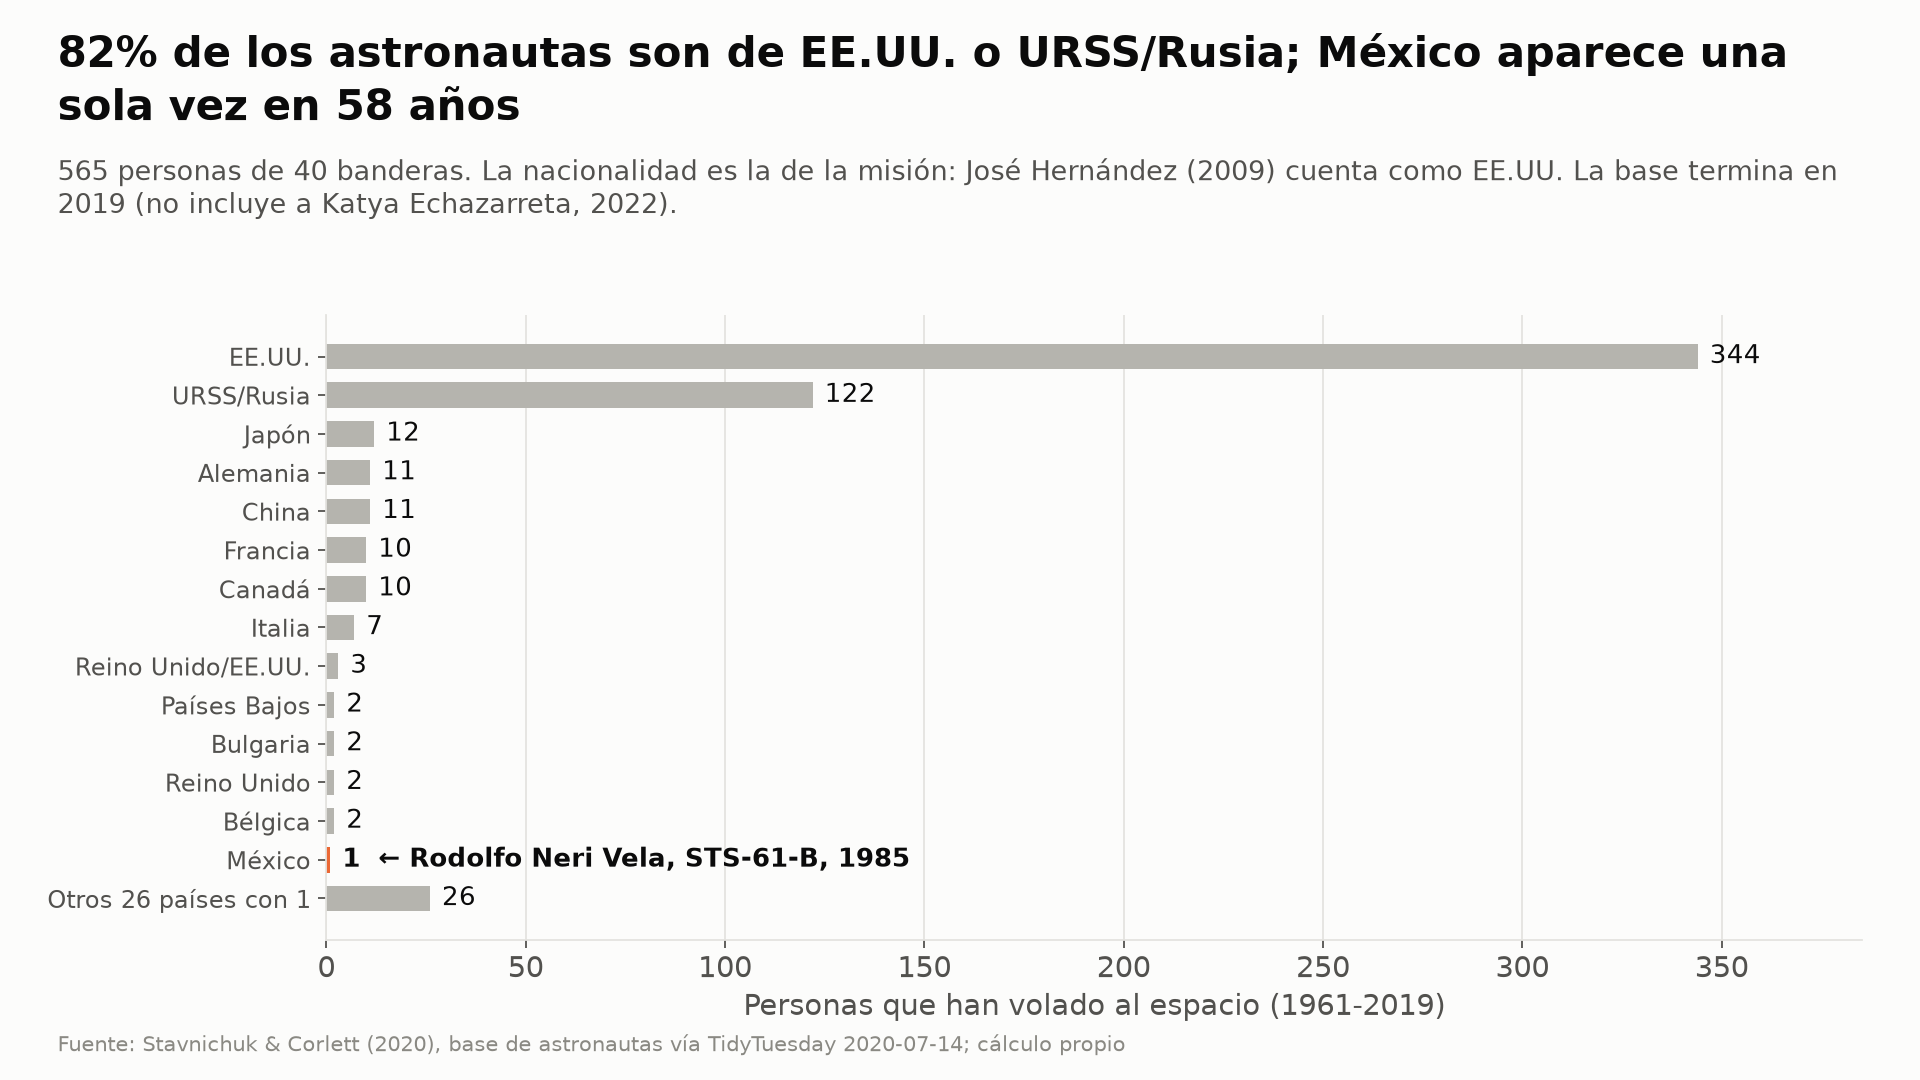 82% de los astronautas son de EE.UU. o URSS/Rusia; México aparece una
sola vez en 58 años
565 personas de 40 banderas. La nacionalidad es la de la misión: José Hernández (2009) cuenta como EE.UU. La base termina en
2019 (no incluye a Katya Echazarreta, 2022).
EE.UU. 344
URSS/Rusia 122
Japón 12
Alemania 11
China 11
Francia 10
Canadá 10
Italia 7
Reino Unido/EE.UU. 3
Países Bajos 2
Bulgaria 2
Reino Unido 2
Bélgica 2
México 1 ← Rodolfo Neri Vela, STS-61-B, 1985
Otros 26 países con 1 26
0 50 100 150 200 250 300 350
Personas que han volado al espacio (1961-2019)
Fuente: Stavnichuk & Corlett (2020), base de astronautas vía TidyTuesday 2020-07-14; cálculo propio